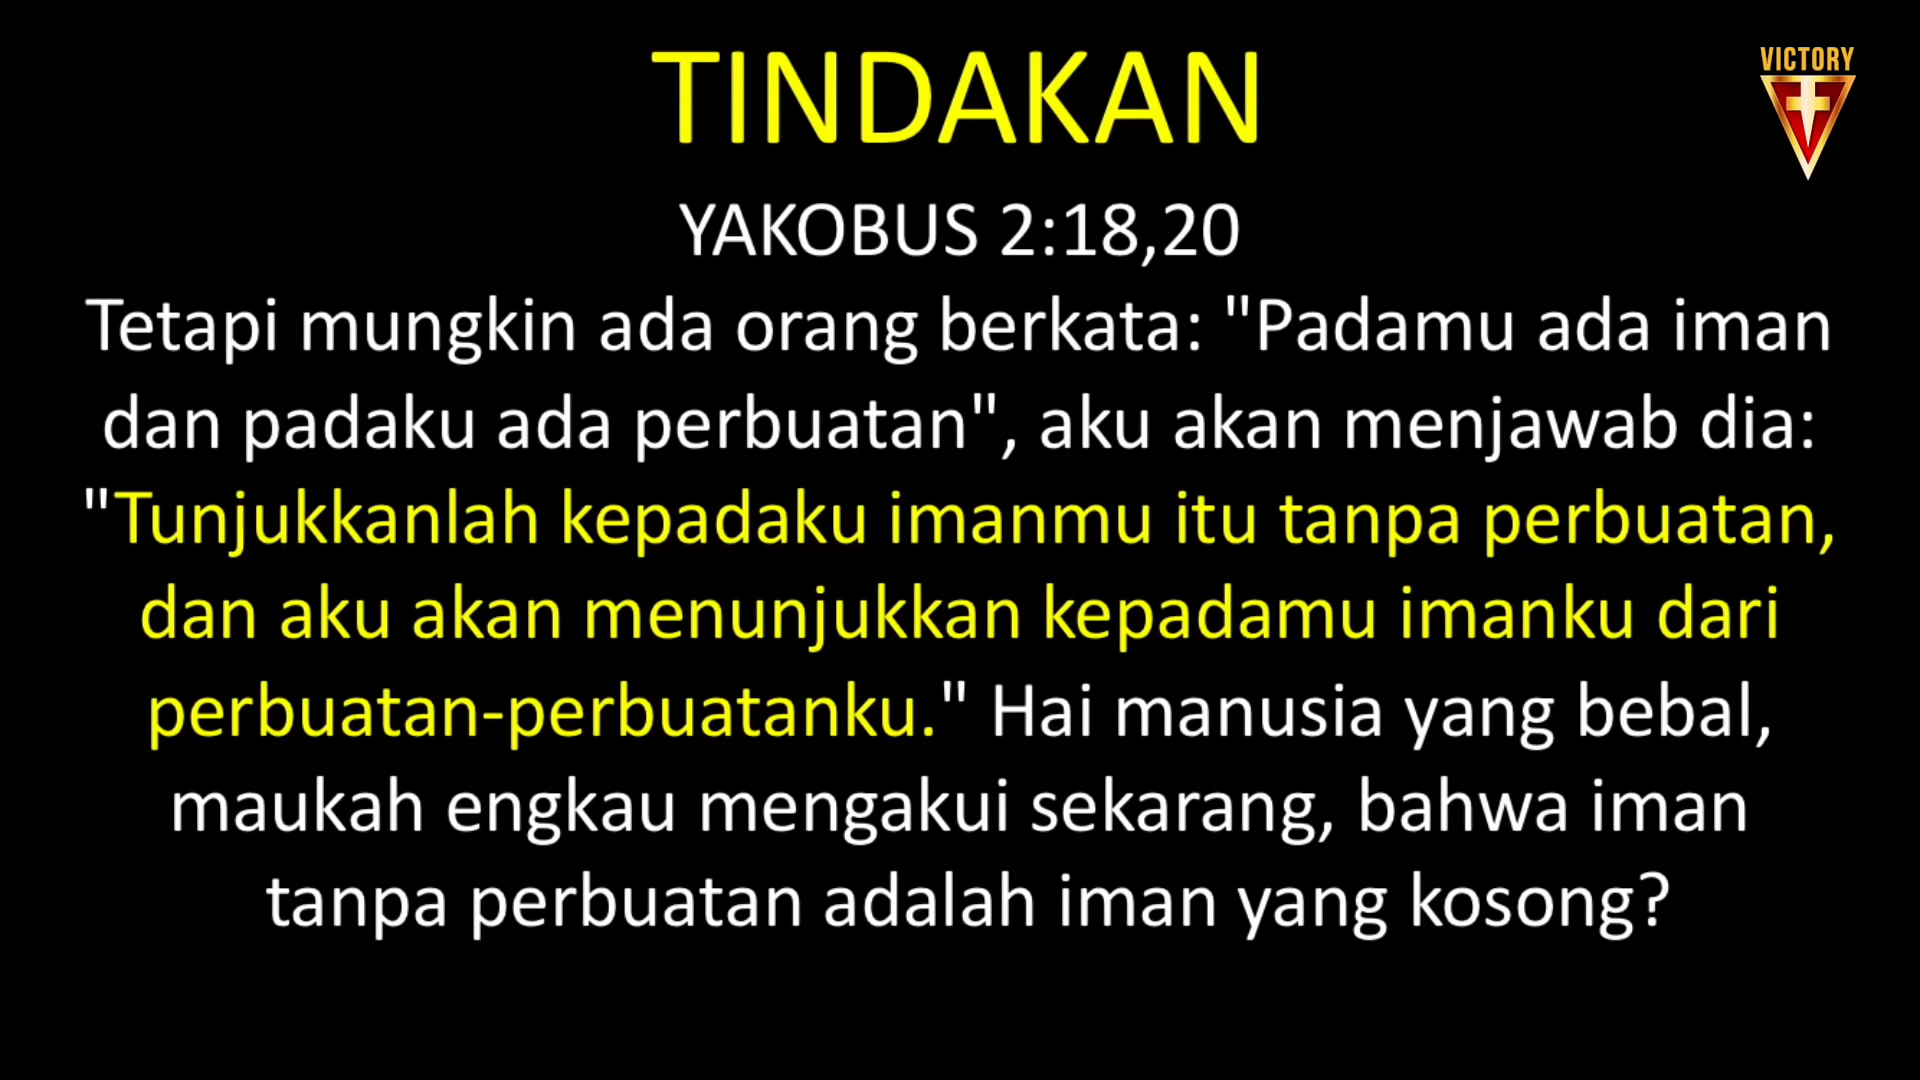 TINDAKAN
VICTORY
YAKOBUS 2:18,20
Tetapi mungkin ada orang berkata: "Padamu ada iman
dan padaku ada perbuatan", aku akan menjawab dia:
"Tunjukkanlah kepadaku imanmu itu tanpa perbuatan,
dan aku akan menunjukkan kepadamu imanku dari
perbuatan-perbuatanku." Hai manusia yang bebal,
maukah engkau mengakui sekarang, bahwa iman
tanpa perbuatan adalah iman yang kosong?